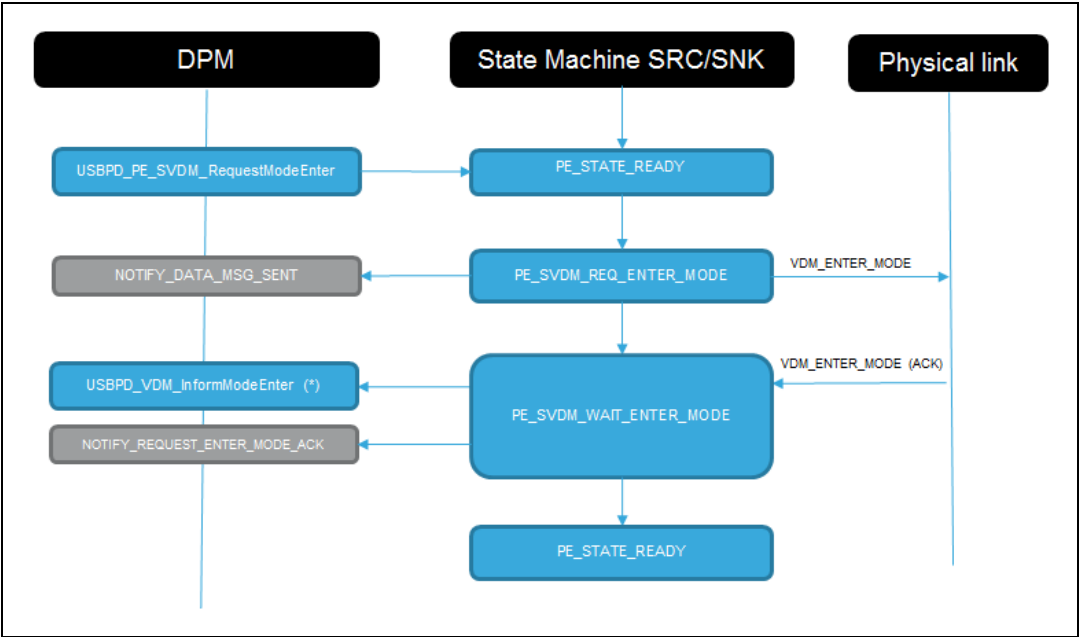 DPM
State Machine SRC/SNK
Physical link
USBPD_PE_SVDM_RequestModeEnter
PE_STATE_READY
NOTIFY_DATA_MSG_SENT
PE_SVDM_REQ_ENTER_MODE
VDM_ENTER_MODE
USBPD_VDM_InformModeEnter (*)
VDM_ENTER_MODE (ACK)
PE_SVDM_WAIT_ENTER_MODE
NOTIFY_REQUEST_ENTER_MODE_ACK
PE_STATE_READY